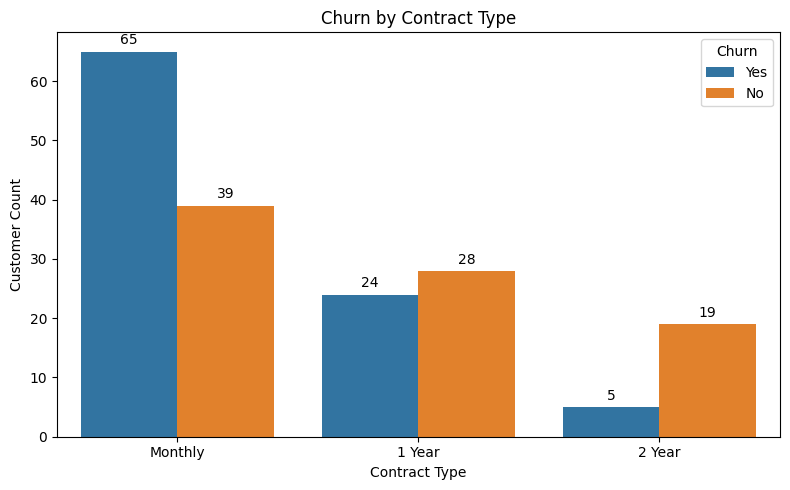 Churn by Contract Type
65
39
24
28
5
19
Churn
Yes
No
Customer Count
60
50
40
30
20
10
0
Monthly
1 Year
2 Year
Contract Type